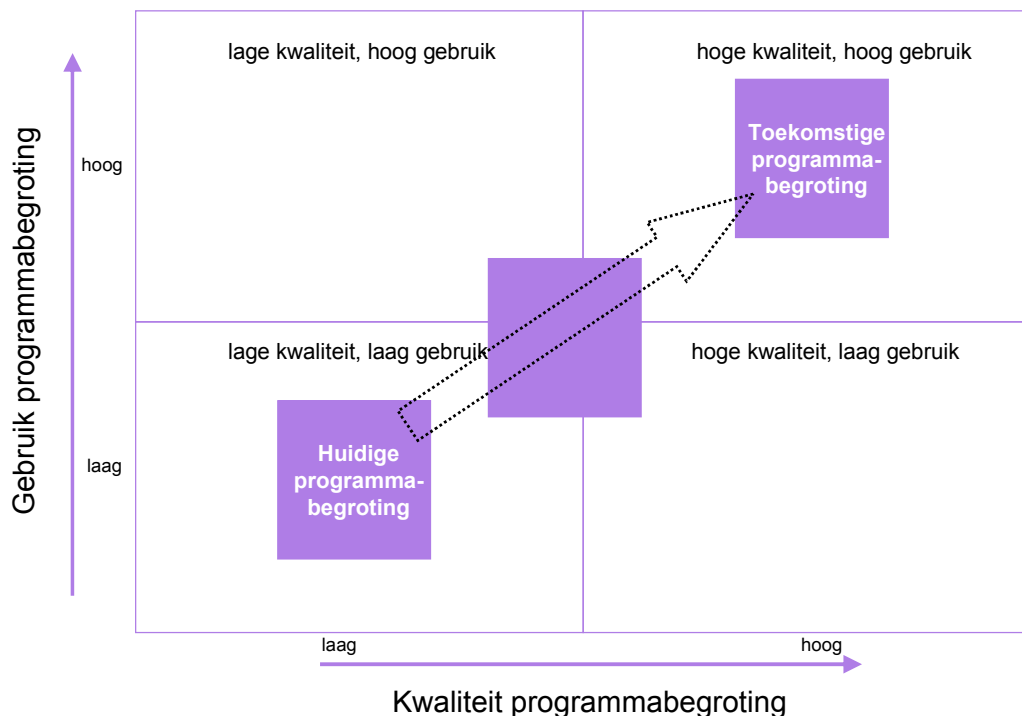 lage kwaliteit, hoog gebruik
hoge kwaliteit, hoog gebruik
Toekomstige
programma-
begroting
hoog
Gebruik programmabegroting
lage kwaliteit, laag gebruik
hoge kwaliteit, laag gebruik
Huidige
programma-
begroting
laag
laag
hoog
Kwaliteit programmabegroting